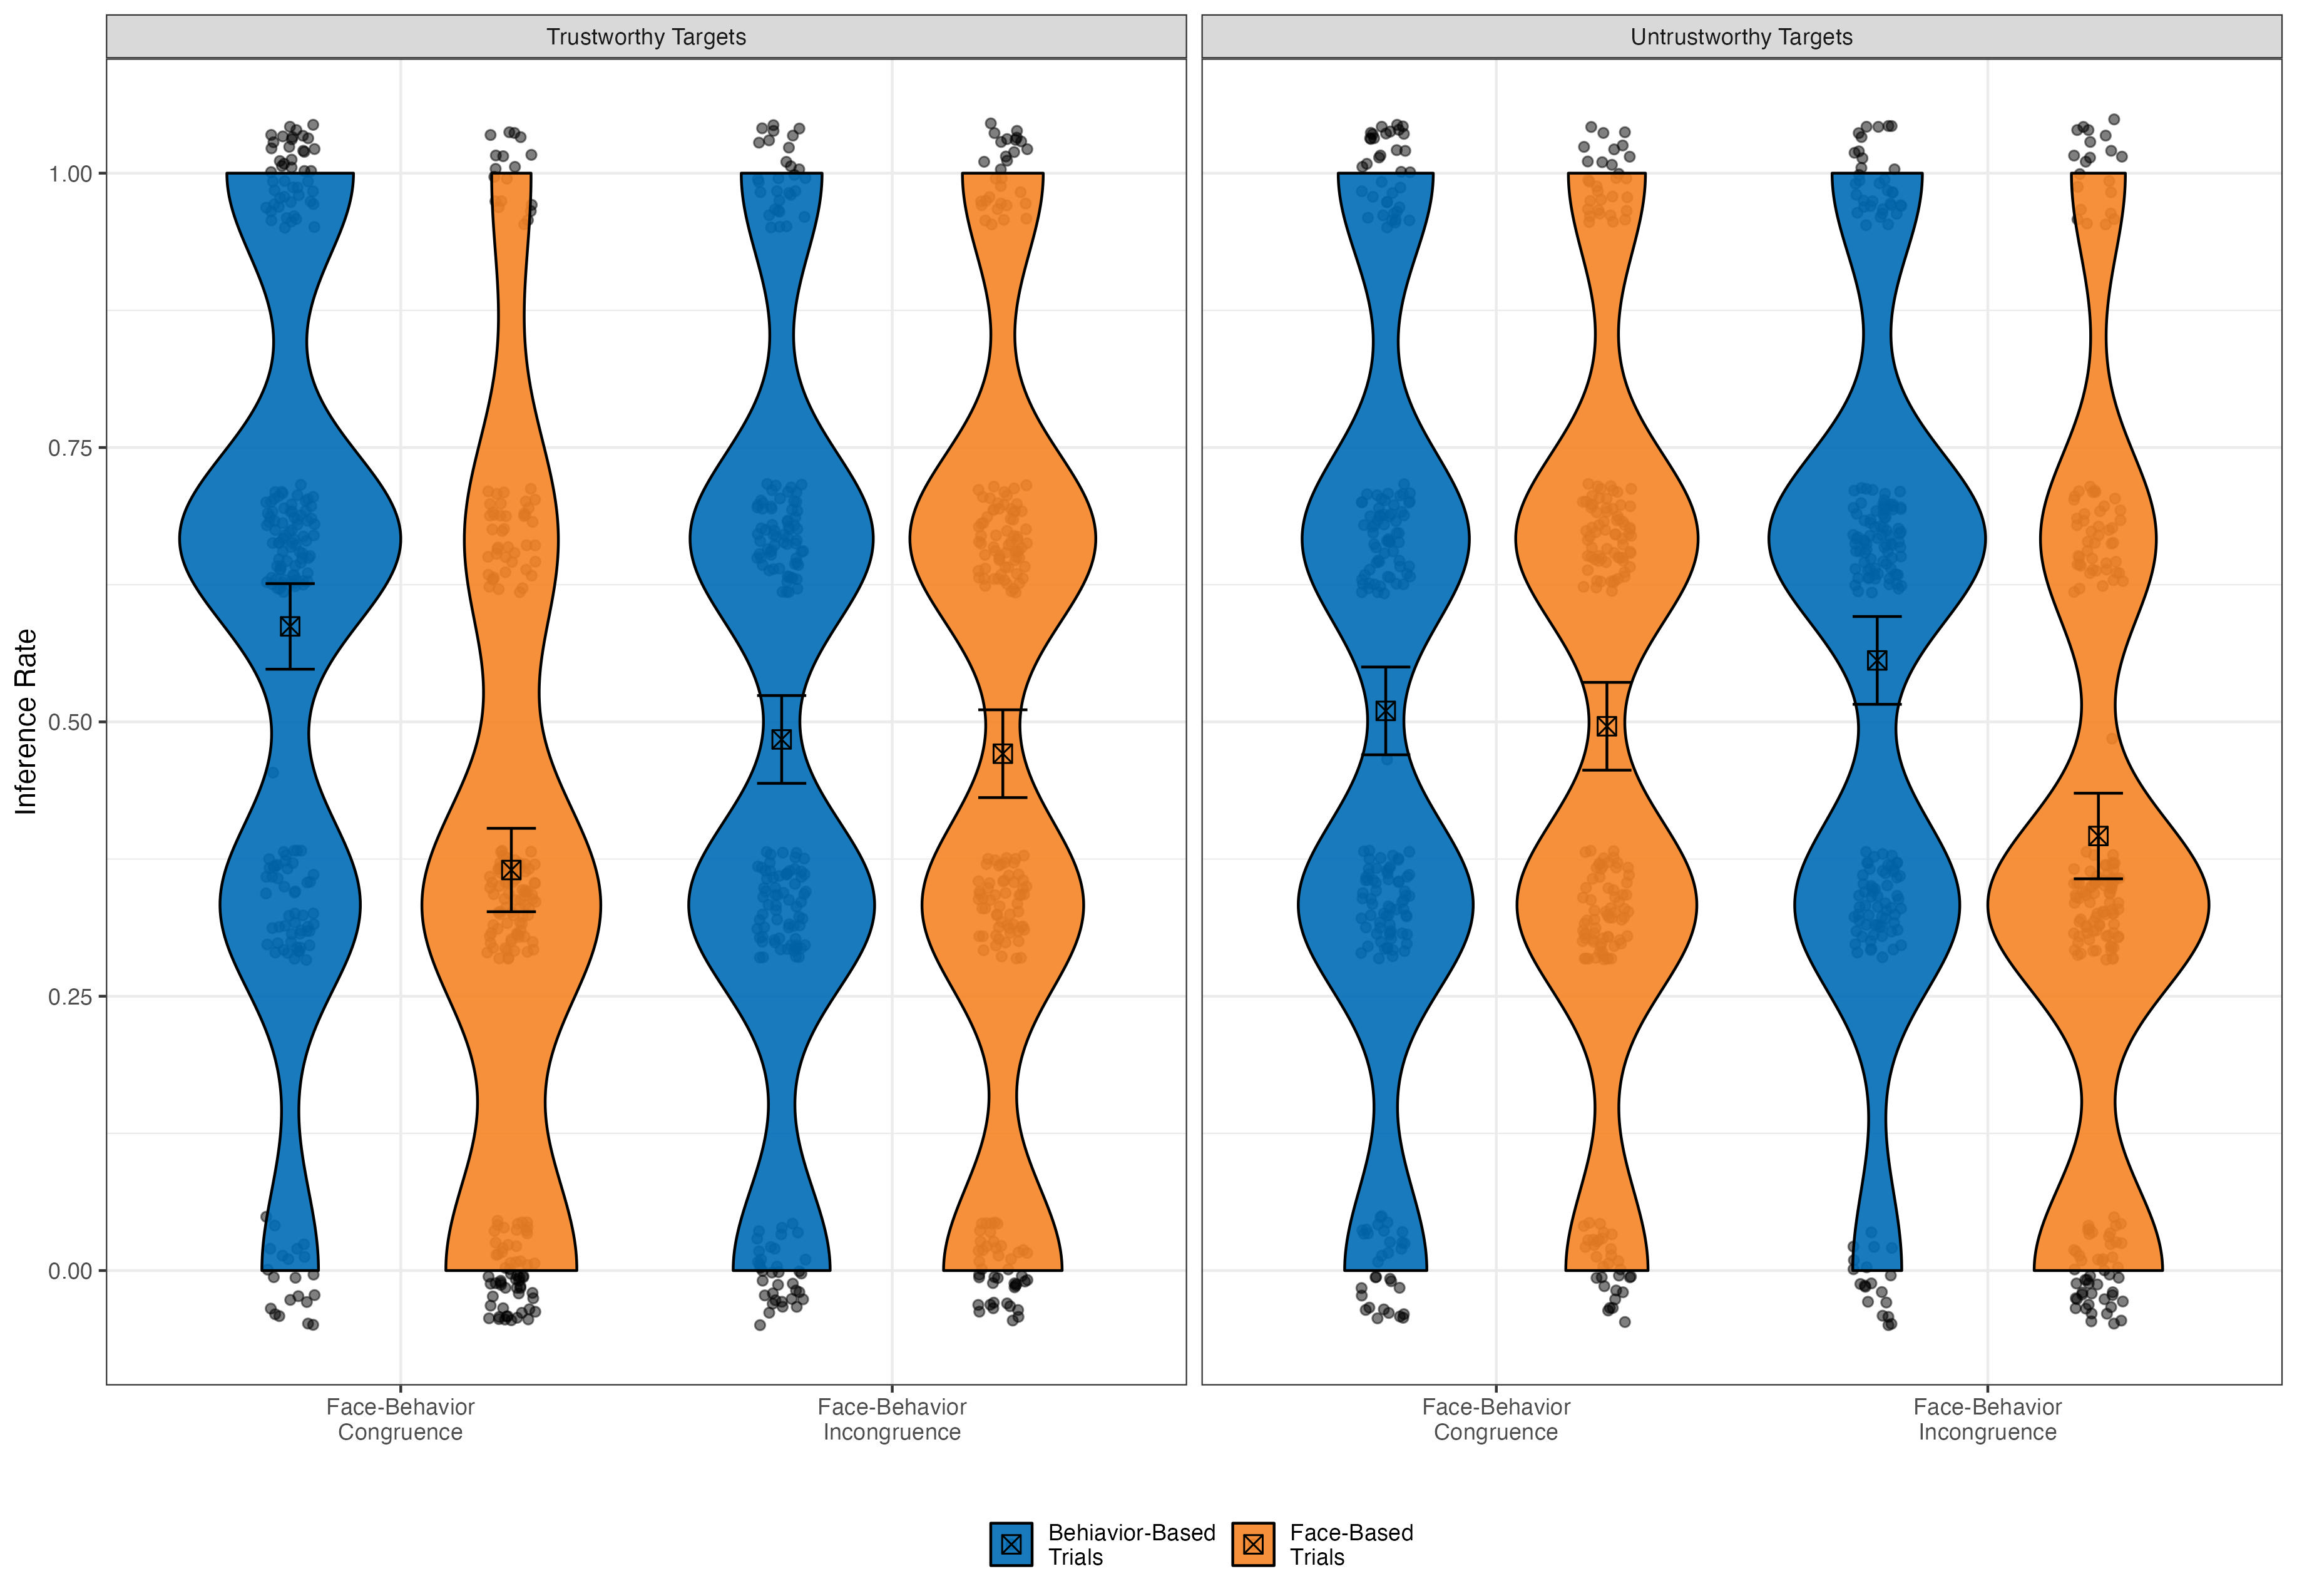 Trustworthy Targets
Untrustworthy Targets
Inference Rate
1.00
0.75
0.50
0.25
0.00
Face-Behavior
Congruence
Face-Behavior
Incongruence
Face-Behavior
Congruence
Face-Behavior
Incongruence
Behiavior-Based
Trials
Face-Based
Trials